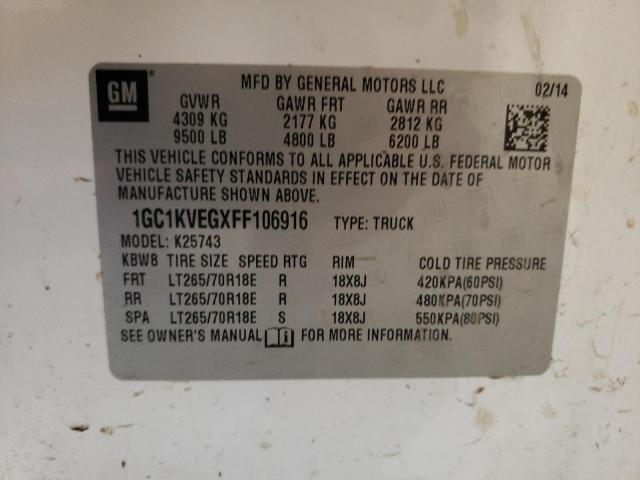 GM
MFD BY GENERAL MOTORS LLC 02/14
GVWR GAWR FRT GAWR RR
4309 KG 2177 KG 2812 KG
9500 LB 4800 LB 6200 LB
THIS VEHICLE CONFORMS TO ALL APPLICABLE U.S. FEDERAL MOTOR
VEHICLE SAFETY STANDARDS IN EFFECT ON THE DATE OF
MANUFACTURE SHOWN ABOVE.
1GC1KVEGXFF106916 TYPE: TRUCK
MODEL: K25743
KBW8 TIRE SIZE SPEED RTG RIM COLD TIRE PRESSURE
FRT LT265/70R18E R 18X8J 420KPA(60PSI)
RR LT265/70R18E R 18X8J 480KPA(70PSI)
SPA LT265/70R18E S 18X8J 550KPA(80PSI)
SEE OWNER'S MANUAL i FOR MORE INFORMATION.